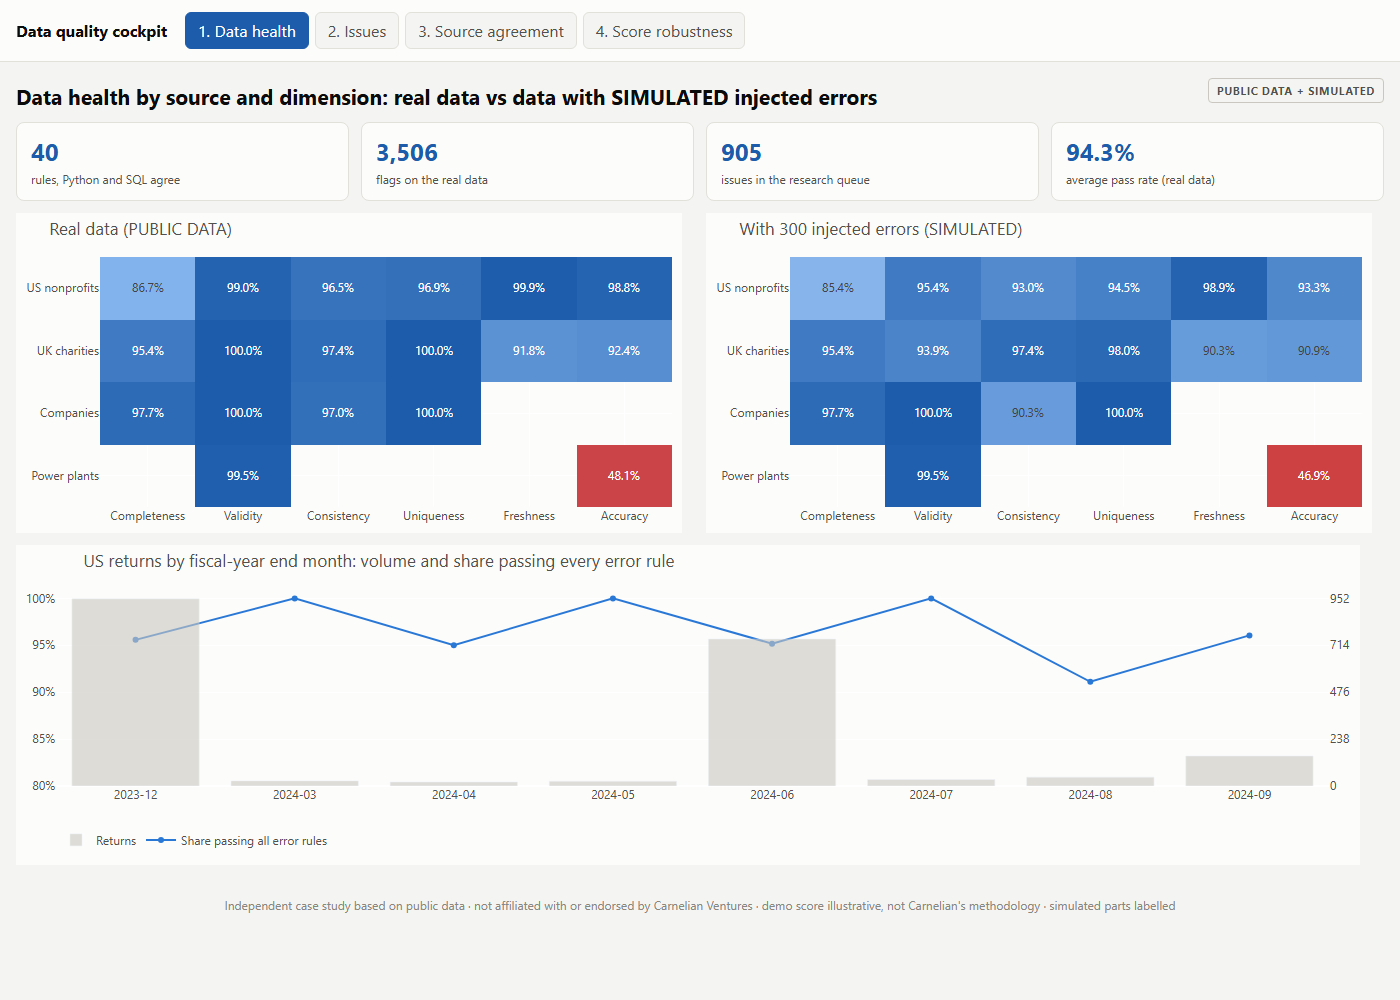 Data quality cockpit
1. Data health
2. Issues
3. Source agreement
4. Score robustness
Data health by source and dimension: real data vs data with SIMULATED injected errors
PUBLIC DATA + SIMULATED
40
rules, Python and SQL agree
3,506
flags on the real data
905
issues in the research queue
94.3%
average pass rate (real data)
Real data (PUBLIC DATA)
US nonprofits 86.7% 99.0% 96.5% 96.9% 99.9% 98.8%
UK charities 95.4% 100.0% 97.4% 100.0% 91.8% 92.4%
Companies 97.7% 100.0% 97.0% 100.0%
Power plants 99.5% 48.1%
Completeness Validity Consistency Uniqueness Freshness Accuracy
With 300 injected errors (SIMULATED)
US nonprofits 85.4% 95.4% 93.0% 94.5% 98.9% 93.3%
UK charities 95.4% 93.9% 97.4% 98.0% 90.3% 90.9%
Companies 97.7% 100.0% 90.3% 100.0%
Power plants 99.5% 46.9%
Completeness Validity Consistency Uniqueness Freshness Accuracy
US returns by fiscal-year end month: volume and share passing every error rule
100% 952
95% 714
90% 476
85% 238
80% 0
2023-12 2024-03 2024-04 2024-05 2024-06 2024-07 2024-08 2024-09
Returns Share passing all error rules
Independent case study based on public data · not affiliated with or endorsed by Carnelian Ventures · demo score illustrative, not Carnelian's methodology · simulated parts labelled